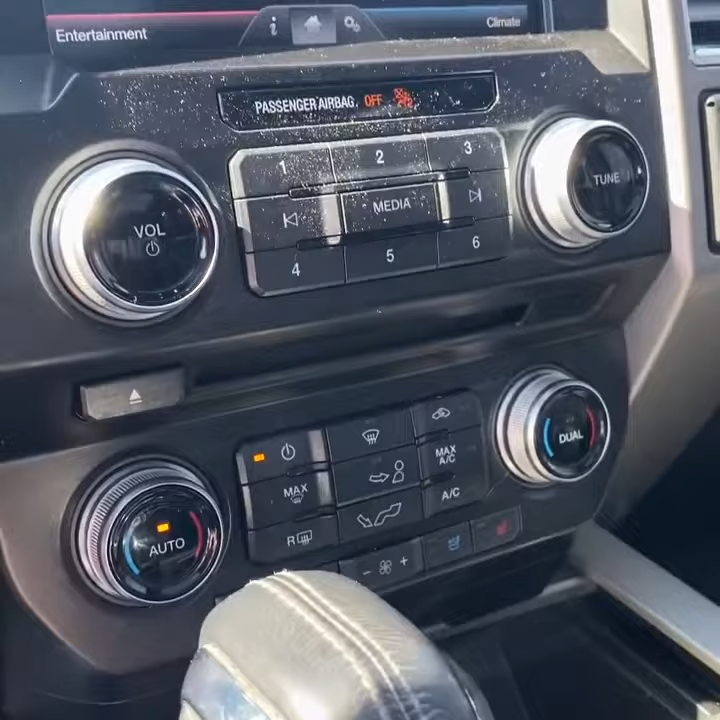 Entertainment
Climate
PASSENGER AIRBAG OFF
1 2 3
VOL
MEDIA
TUNE
4 5 6
MAX A/C
DUAL
MAX
A/C
AUTO
R
- +